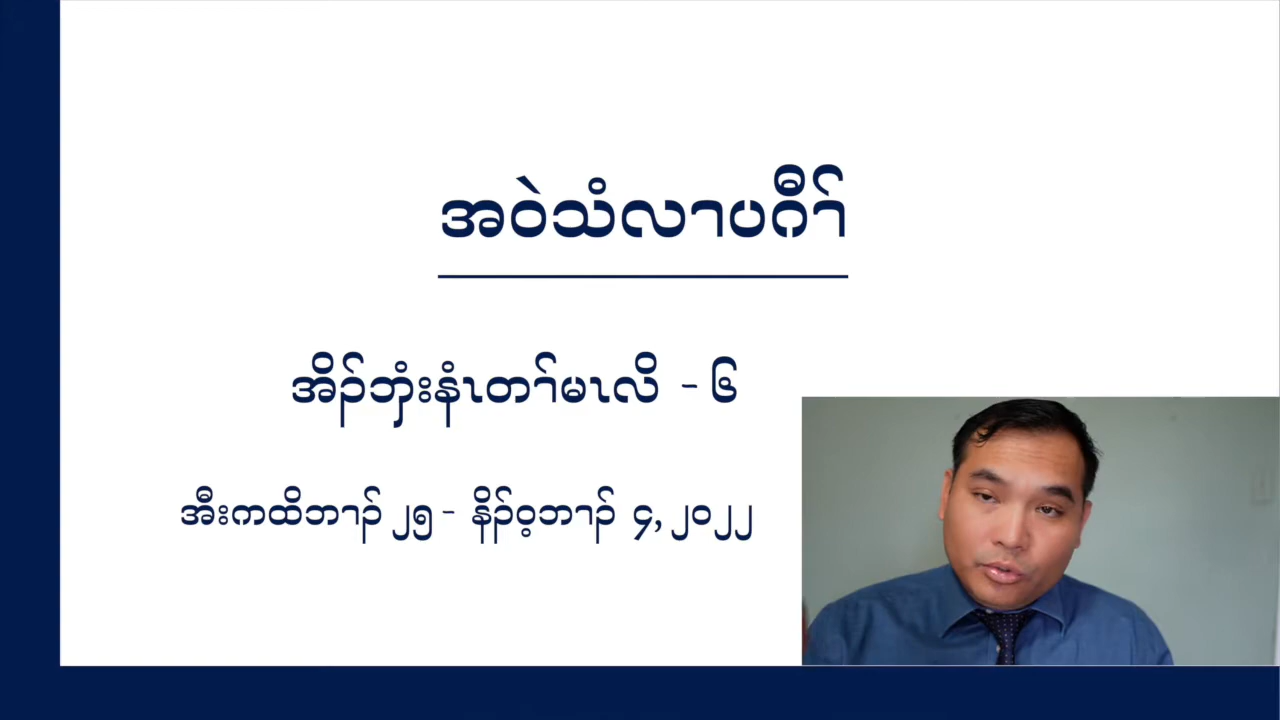 အဝဲသံလၢပဂီၢ်
အိၣ်ဘှံးနံၤတၢ်မၤလိ - ၆
အီးကထိဘၢၣ် ၂၅ - နိၣ်ဝ့ဘၢၣ် ၄, ၂၀၂၂